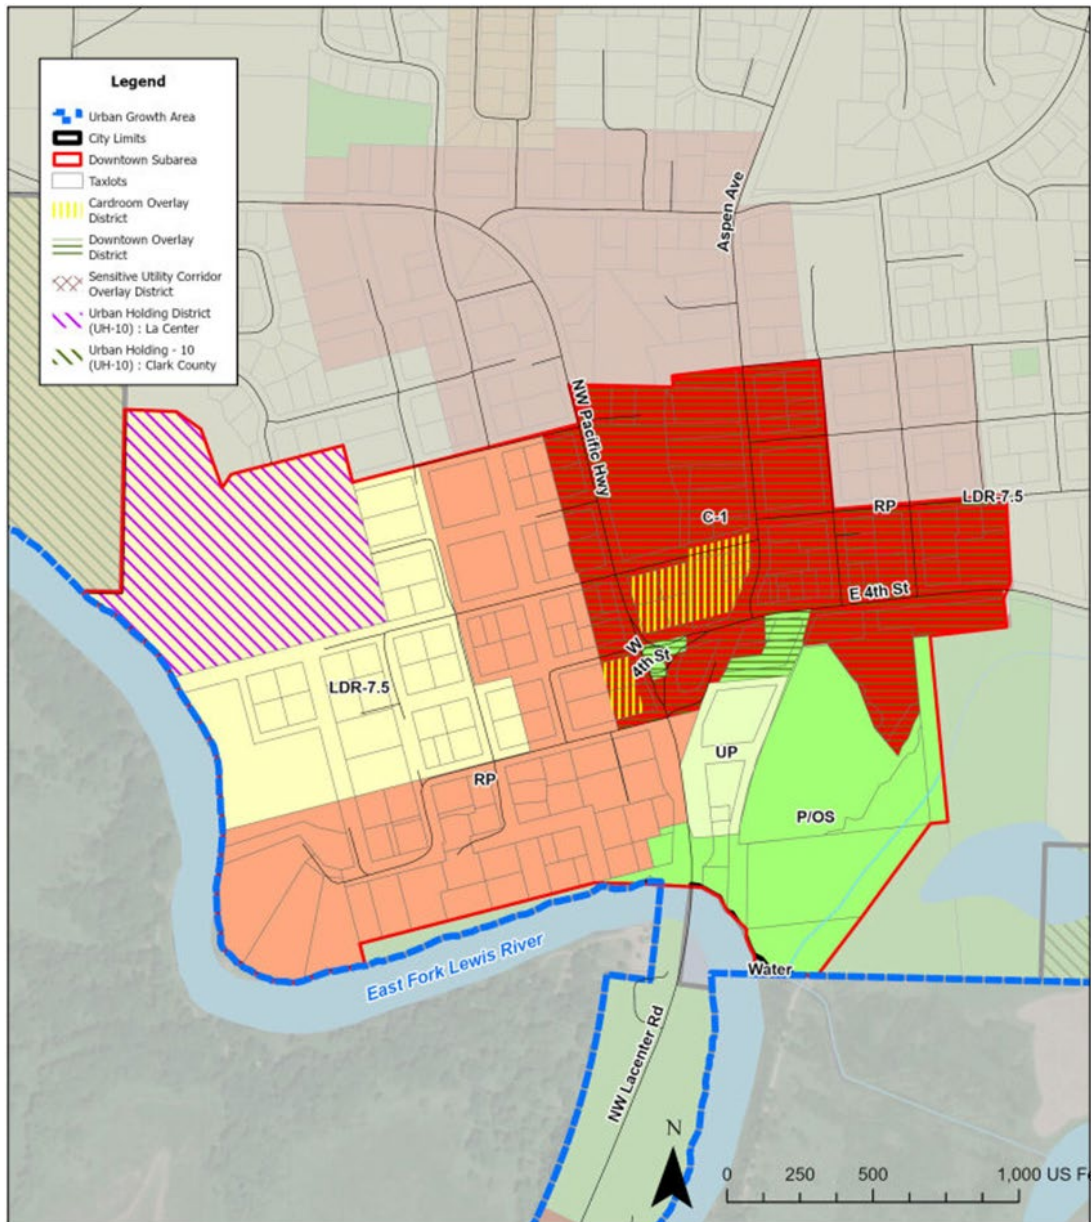 Legend
Urban Growth Area
City Limits
Downtown Subarea
Taxlots
Cardroom Overlay
District
Downtown Overlay
District
Sensitive Utility Corridor
Overlay District
Urban Holding District
(UH-10) : La Center
Urban Holding - 10
(UH-10) : Clark County
Aspen Ave
NW Pacific Hwy
LDR-7.5
RP
C-1
E 4th St
W
4th St
LDR-7.5
UP
RP
P/OS
East Fork Lewis River
Water
NW Lacenter Rd
N
0 250 500 1,000 US Fe